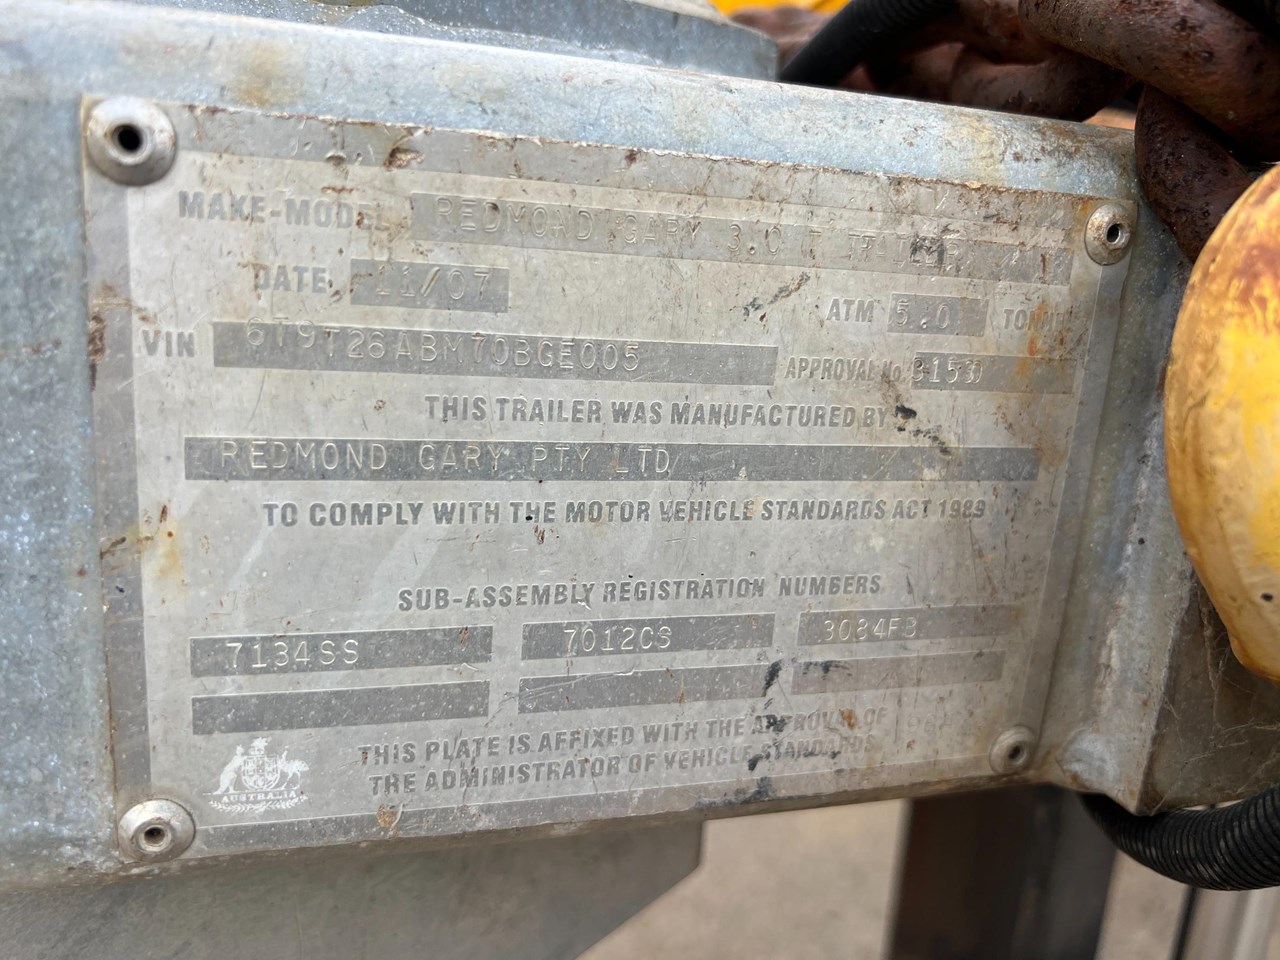 MAKE-MODEL REDMOND GARY 3.0 T TRAILER
DATE 11/07
ATM 5.0 TONNE
VIN 6T9T26ABM70BGE005
APPROVAL No 31530
THIS TRAILER WAS MANUFACTURED BY
REDMOND GARY PTY LTD
TO COMPLY WITH THE MOTOR VEHICLE STANDARDS ACT 1989
SUB-ASSEMBLY REGISTRATION NUMBERS
7134SS 7012CS 3084FB
THIS PLATE IS AFFIXED WITH THE APPROVAL OF
THE ADMINISTRATOR OF VEHICLE STANDARDS
AUSTRALIA